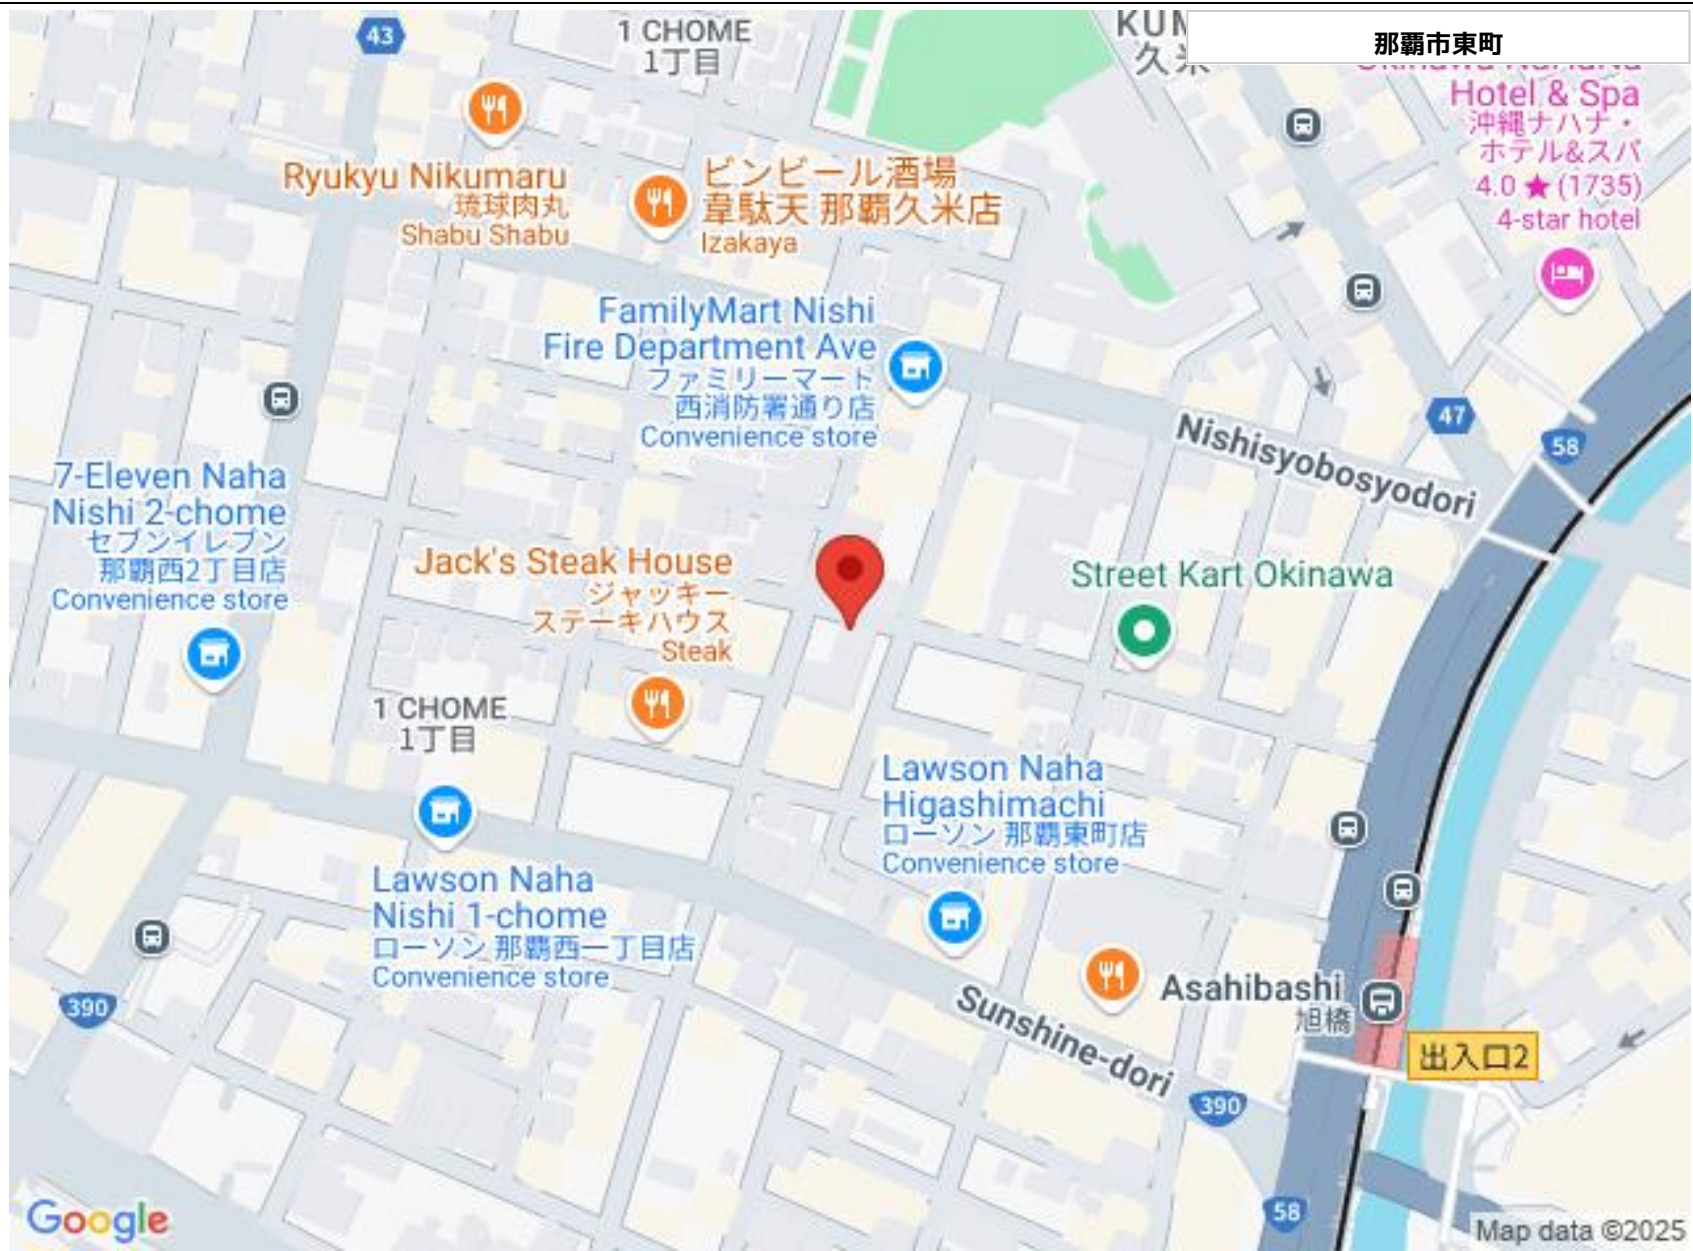 43
1 CHOME
1丁目
久米
那覇市東町
Hotel & Spa
沖縄ナハナ・
ホテル&スパ
4.0 ★ (1735)
4-star hotel
Ryukyu Nikumaru
琉球肉丸
Shabu Shabu
ビンビール酒場
韋駄天 那覇久米店
Izakaya
FamilyMart Nishi
Fire Department Ave
ファミリーマート
西消防署通り店
Convenience store
47
58
Nishisyobosyodori
7-Eleven Naha
Nishi 2-chome
セブンイレブン
那覇西2丁目店
Convenience store
Jack's Steak House
ジャッキー
ステーキハウス
Steak
Street Kart Okinawa
1 CHOME
1丁目
Lawson Naha
Higashimachi
ローソン 那覇東町店
Convenience store
Lawson Naha
Nishi 1-chome
ローソン 那覇西一丁目店
Convenience store
390
Asahibashi
旭橋
Sunshine-dori
出入口2
390
58
Google
Map data ©2025